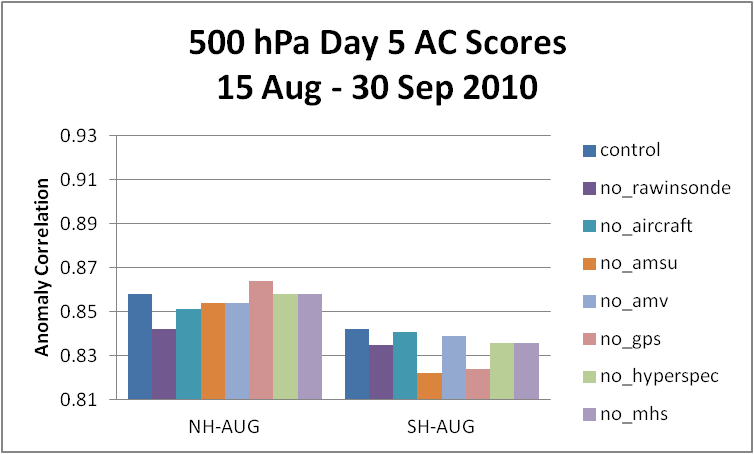 500 hPa Day 5 AC Scores
15 Aug - 30 Sep 2010
Anomaly Correlation
0.93
0.91
0.89
0.87
0.85
0.83
0.81
NH-AUG
SH-AUG
control
no_rawinsonde
no_aircraft
no_amsu
no_amv
no_gps
no_hyperspec
no_mhs